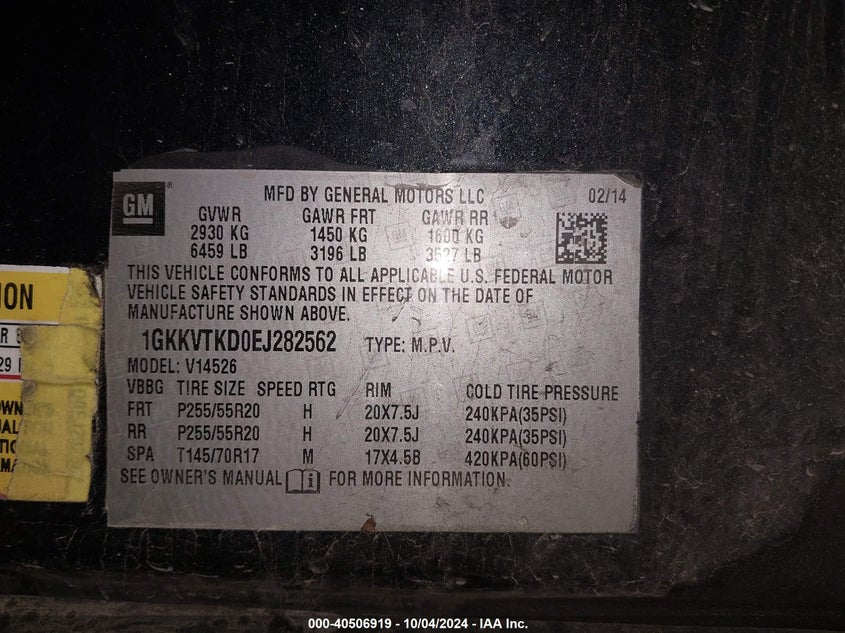 GM
®
MFD BY GENERAL MOTORS LLC
02/14
GVWR GAWR FRT GAWR RR
2930 KG 1450 KG 1600 KG
6459 LB 3196 LB 3527 LB
THIS VEHICLE CONFORMS TO ALL APPLICABLE U.S. FEDERAL MOTOR
VEHICLE SAFETY STANDARDS IN EFFECT ON THE DATE OF
MANUFACTURE SHOWN ABOVE.
1GKKVTKD0EJ282562 TYPE: M.P.V.
MODEL: V14526
VBBG TIRE SIZE SPEED RTG RIM COLD TIRE PRESSURE
FRT P255/55R20 H 20X7.5J 240KPA(35PSI)
RR P255/55R20 H 20X7.5J 240KPA(35PSI)
SPA T145/70R17 M 17X4.5B 420KPA(60PSI)
SEE OWNER'S MANUAL i FOR MORE INFORMATION.
ION
29
000-40506919 - 10/04/2024 - IAA Inc.